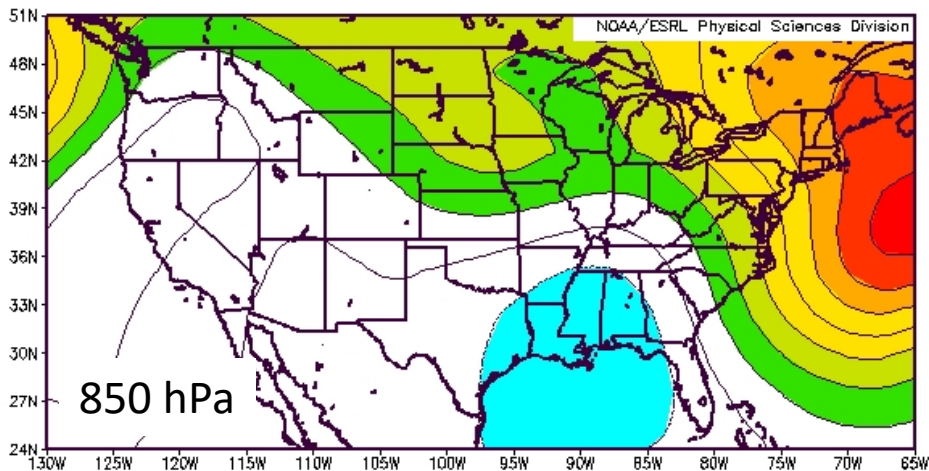 51N
NOAA/ESRL Physical Sciences Division
48N
45N
42N
39N
36N
33N
30N
27N
24N
850 hPa
130W 125W 120W 115W 110W 105W 100W 95W 90W 85W 80W 75W 70W 65W